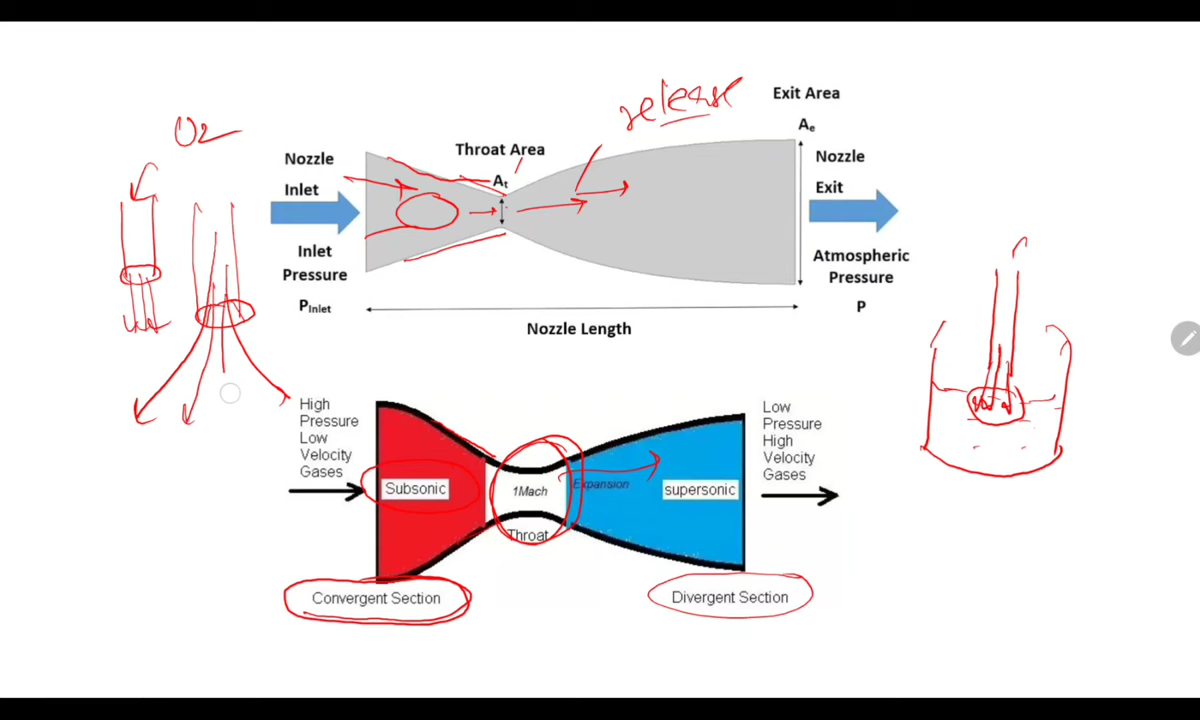 O2
release
Exit Area
Ae
Throat Area
At
Nozzle
Inlet
Inlet
Pressure
PInlet
Nozzle
Exit
Atmospheric
Pressure
P
Nozzle Length
High
Pressure
Low
Velocity
Gases
Subsonic
1Mach
Throat
Expansion
supersonic
Low
Pressure
High
Velocity
Gases
Convergent Section
Divergent Section